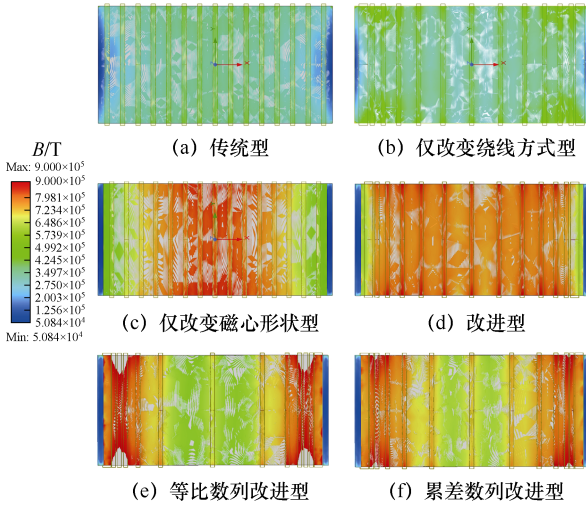 (a) 传统型
(b) 仅改变绕线方式型
B/T
Max: 9.000×10⁵
9.000×10⁵
7.981×10⁵
7.234×10⁵
6.486×10⁵
5.739×10⁵
4.992×10⁵
4.245×10⁵
3.497×10⁵
2.750×10⁵
2.003×10⁵
1.256×10⁵
5.084×10⁴
Min: 5.084×10⁴
(c) 仅改变磁心形状型
(d) 改进型
(e) 等比数列改进型
(f) 累差数列改进型